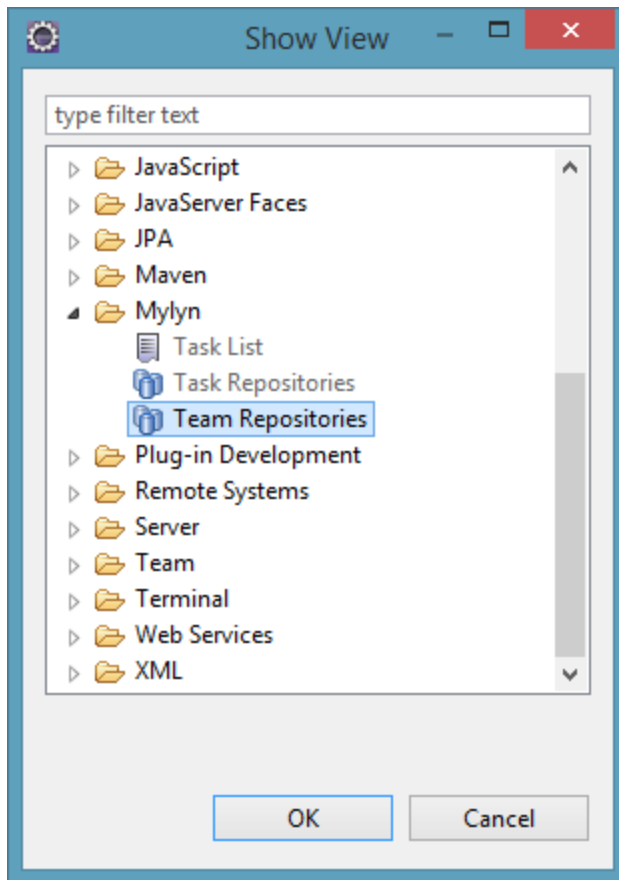 Show View
type filter text
JavaScript
JavaServer Faces
JPA
Maven
Mylyn
Task List
Task Repositories
Team Repositories
Plug-in Development
Remote Systems
Server
Team
Terminal
Web Services
XML
OK Cancel